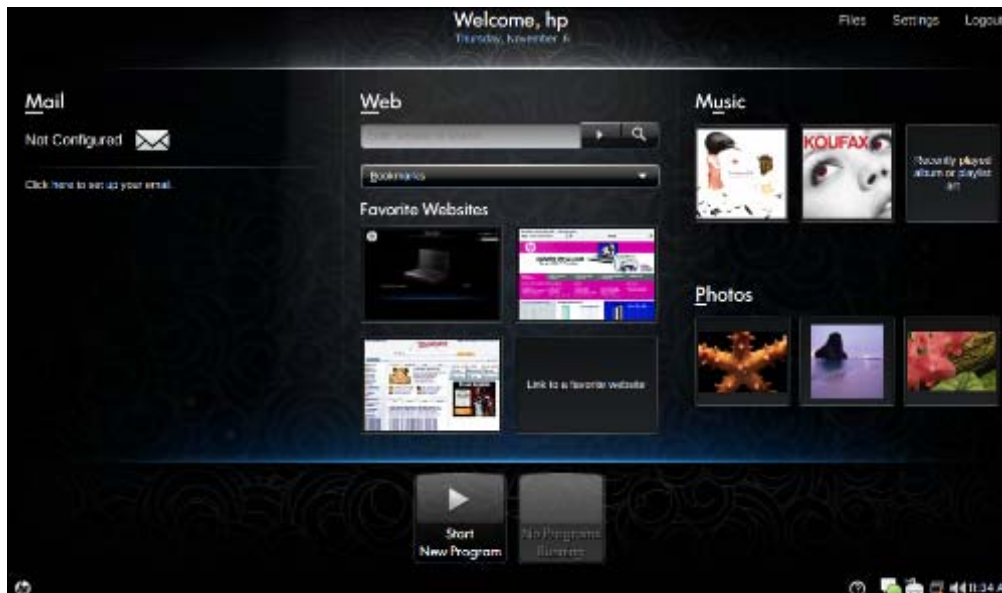 Welcome, hp
Thursday, November 6
Files Settings Logout
Mail
Not Configured
Click here to set up your email.
Web
Bookmarks
Favorite Websites
Link to a favorite website
Music
KOUFAX
Recently played
album or playlist
art
Photos
Start
New Program
No Programs
Running
11:34 A